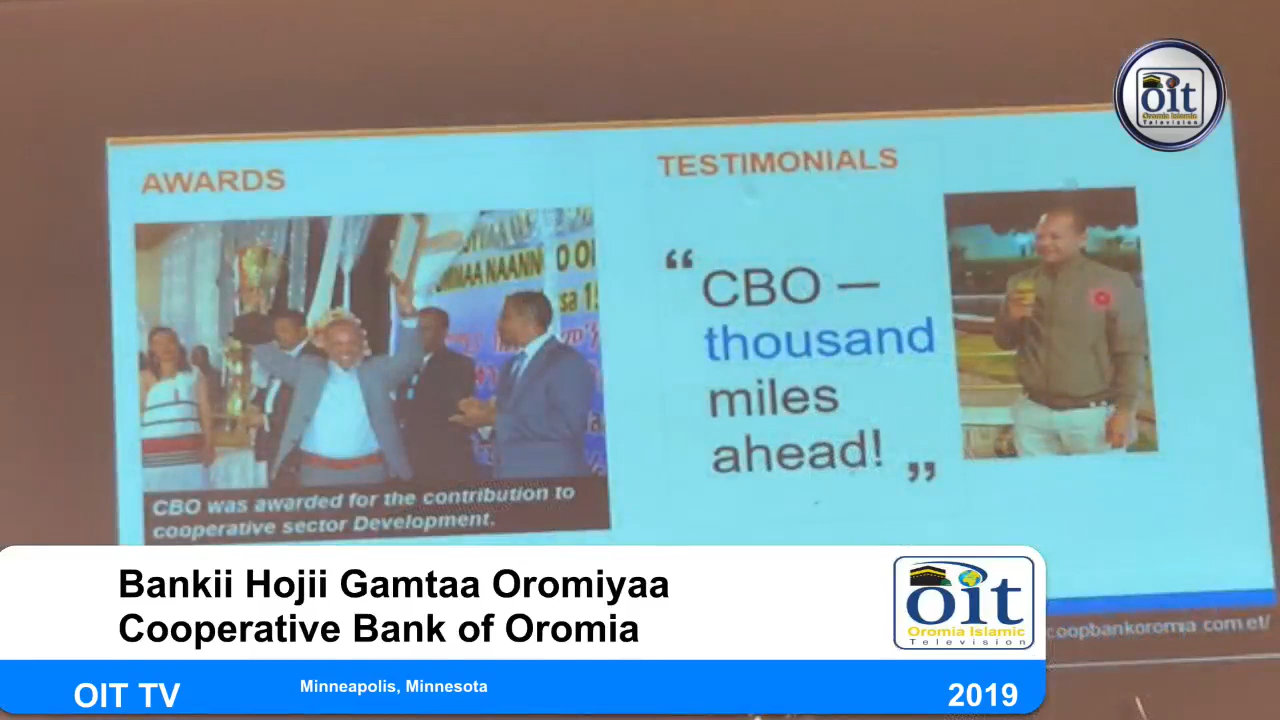 oit
Oromia Islamic
Television
AWARDS
TESTIMONIALS
“ CBO –
thousand
miles
ahead! ”
CBO was awarded for the contribution to
cooperative sector Development.
Bankii Hojii Gamtaa Oromiyaa
Cooperative Bank of Oromia
oit
Oromia Islamic
Television
coopbankoromia.com.et/
OIT TV
Minneapolis, Minnesota
2019